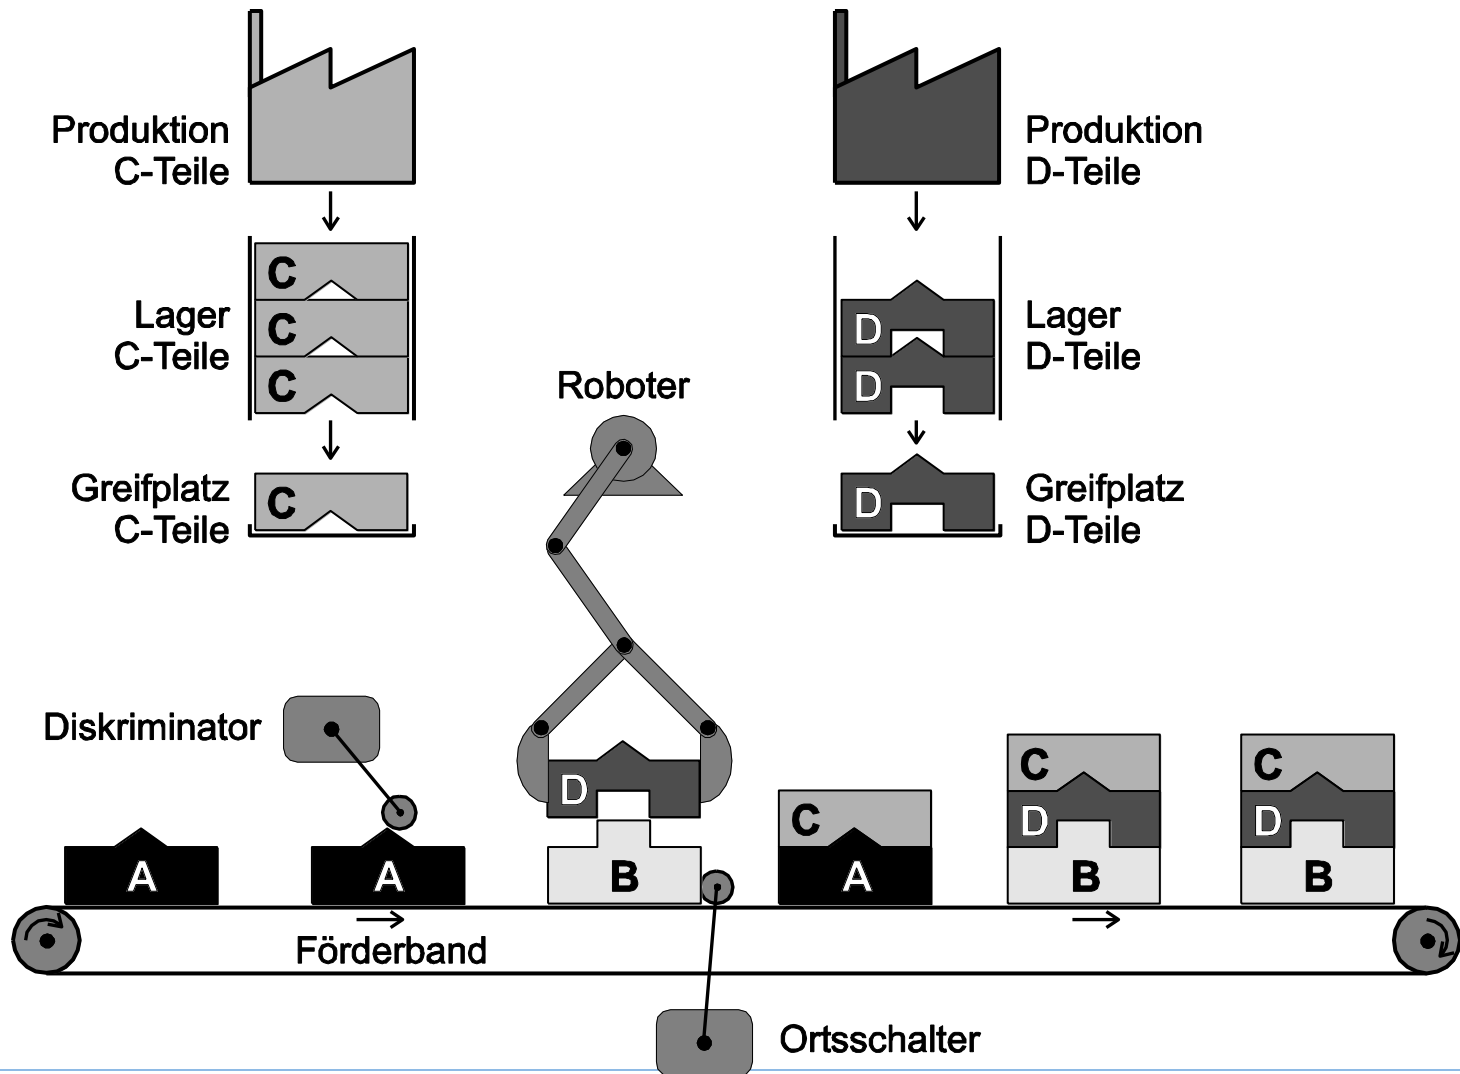 Produktion
C-Teile
Produktion
D-Teile
C
C
C
Lager
C-Teile
D
D
Lager
D-Teile
Roboter
Greifplatz
C-Teile
C
D
Greifplatz
D-Teile
Diskriminator
D
C
C
D
C
D
A
A
B
A
B
B
Förderband
Ortsschalter